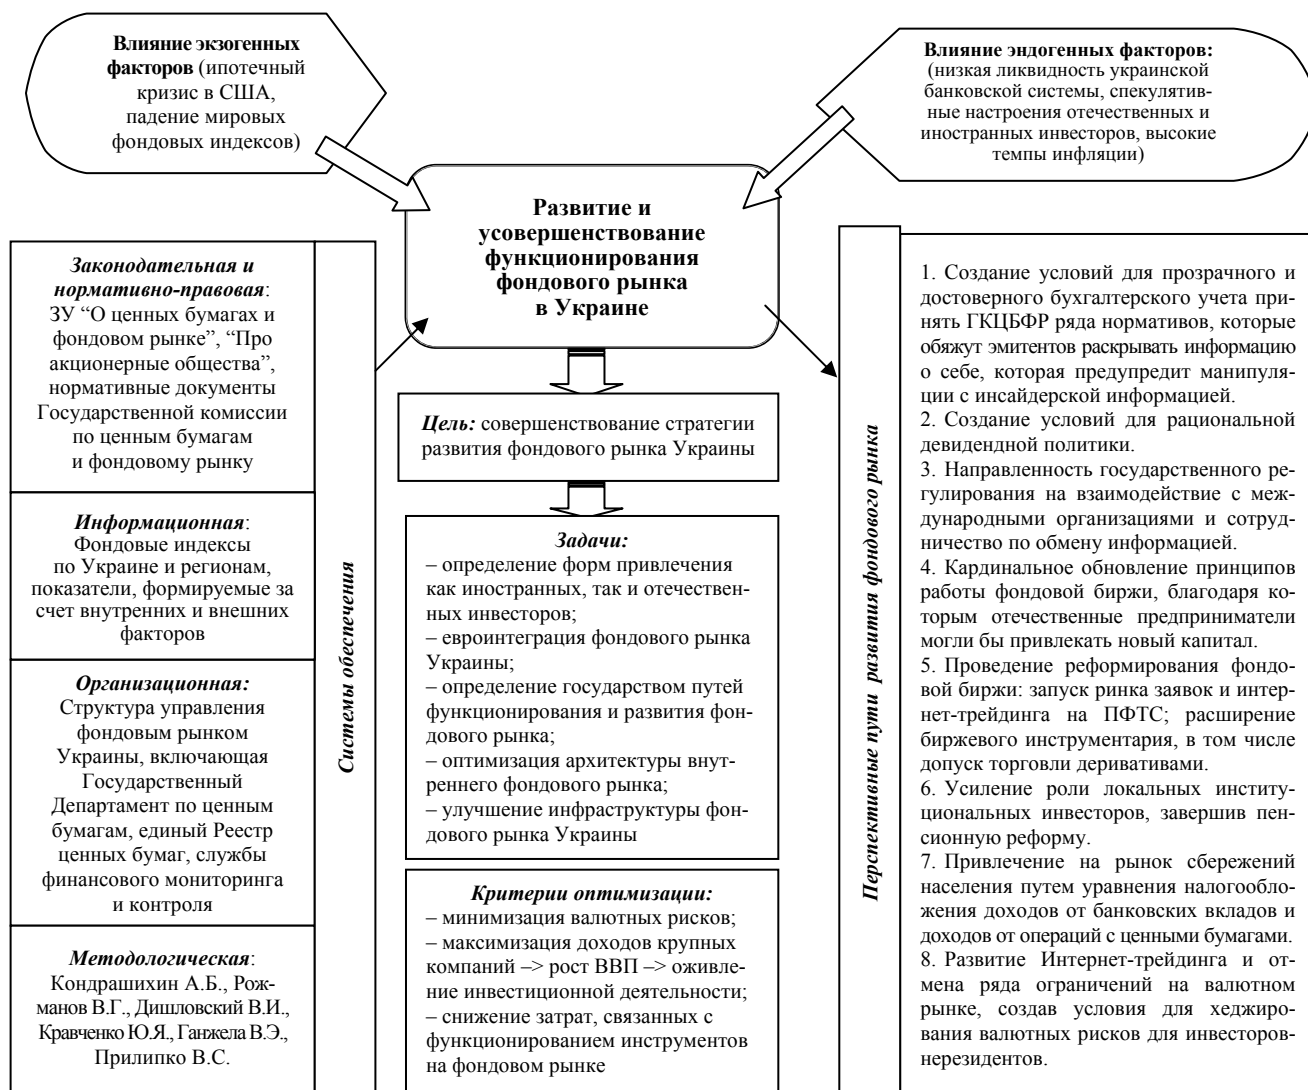 Влияние экзогенных
факторов (ипотечный
кризис в США,
падение мировых
фондовых индексов)
Влияние эндогенных факторов:
(низкая ликвидность украинской
банковской системы, спекулятив-
ные настроения отечественных и
иностранных инвесторов, высокие
темпы инфляции)
Развитие и
усовершенствование
функционирования
фондового рынка
в Украине
Законодательная и
нормативно-правовая:
ЗУ “О ценных бумагах и
фондовом рынке”, “Про
акционерные общества”,
нормативные документы
Государственной комиссии
по ценным бумагам
и фондовому рынку
Информационная:
Фондовые индексы
по Украине и регионам,
показатели, формируемые за
счет внутренних и внешних
факторов
Организационная:
Структура управления
фондовым рынком
Украины, включающая
Государственный
Департамент по ценным
бумагам, единый Реестр
ценных бумаг, службы
финансового мониторинга
и контроля
Методологическая:
Кондрашихин А.Б., Рож-
манов В.Г., Дишловский В.И.,
Кравченко Ю.Я., Ганжела В.Э.,
Прилипко В.С.
Системы обеспечения
Цель: совершенствование стратегии
развития фондового рынка Украины
Задачи:
– определение форм привлечения
как иностранных, так и отечествен-
ных инвесторов;
– евроинтеграция фондового рынка
Украины;
– определение государством путей
функционирования и развития фон-
дового рынка;
– оптимизация архитектуры внут-
реннего фондового рынка;
– улучшение инфраструктуры фон-
дового рынка Украины
Критерии оптимизации:
– минимизация валютных рисков;
– максимизация доходов крупных
компаний –> рост ВВП –> оживле-
ние инвестиционной деятельности;
– снижение затрат, связанных с
функционированием инструментов
на фондовом рынке
Перспективные пути развития фондового рынка
1. Создание условий для прозрачного и
достоверного бухгалтерского учета при-
нять ГКЦБФР ряда нормативов, которые
обяжут эмитентов раскрывать информацию
о себе, которая предупредит манипуля-
ции с инсайдерской информацией.
2. Создание условий для рациональной
девидендной политики.
3. Направленность государственного ре-
гулирования на взаимодействие с меж-
дународными организациями и сотруд-
ничество по обмену информацией.
4. Кардинальное обновление принципов
работы фондовой биржи, благодаря ко-
торым отечественные предприниматели
могли бы привлекать новый капитал.
5. Проведение реформирования фондо-
вой биржи: запуск ринка заявок и интер-
нет-трейдинга на ПФТС; расширение
биржевого инструментария, в том числе
допуск торговли деривативами.
6. Усиление роли локальных институ-
циональных инвесторов, завершив пен-
сионную реформу.
7. Привлечение на рынок сбережений
населения путем уравнения налогообло-
жения доходов от банковских вкладов и
доходов от операций с ценными бумагами.
8. Развитие Интернет-трейдинга и от-
мена ряда ограничений на валютном
рынке, создав условия для хеджиро-
вания валютных рисков для инвесторов-
нерезидентов.